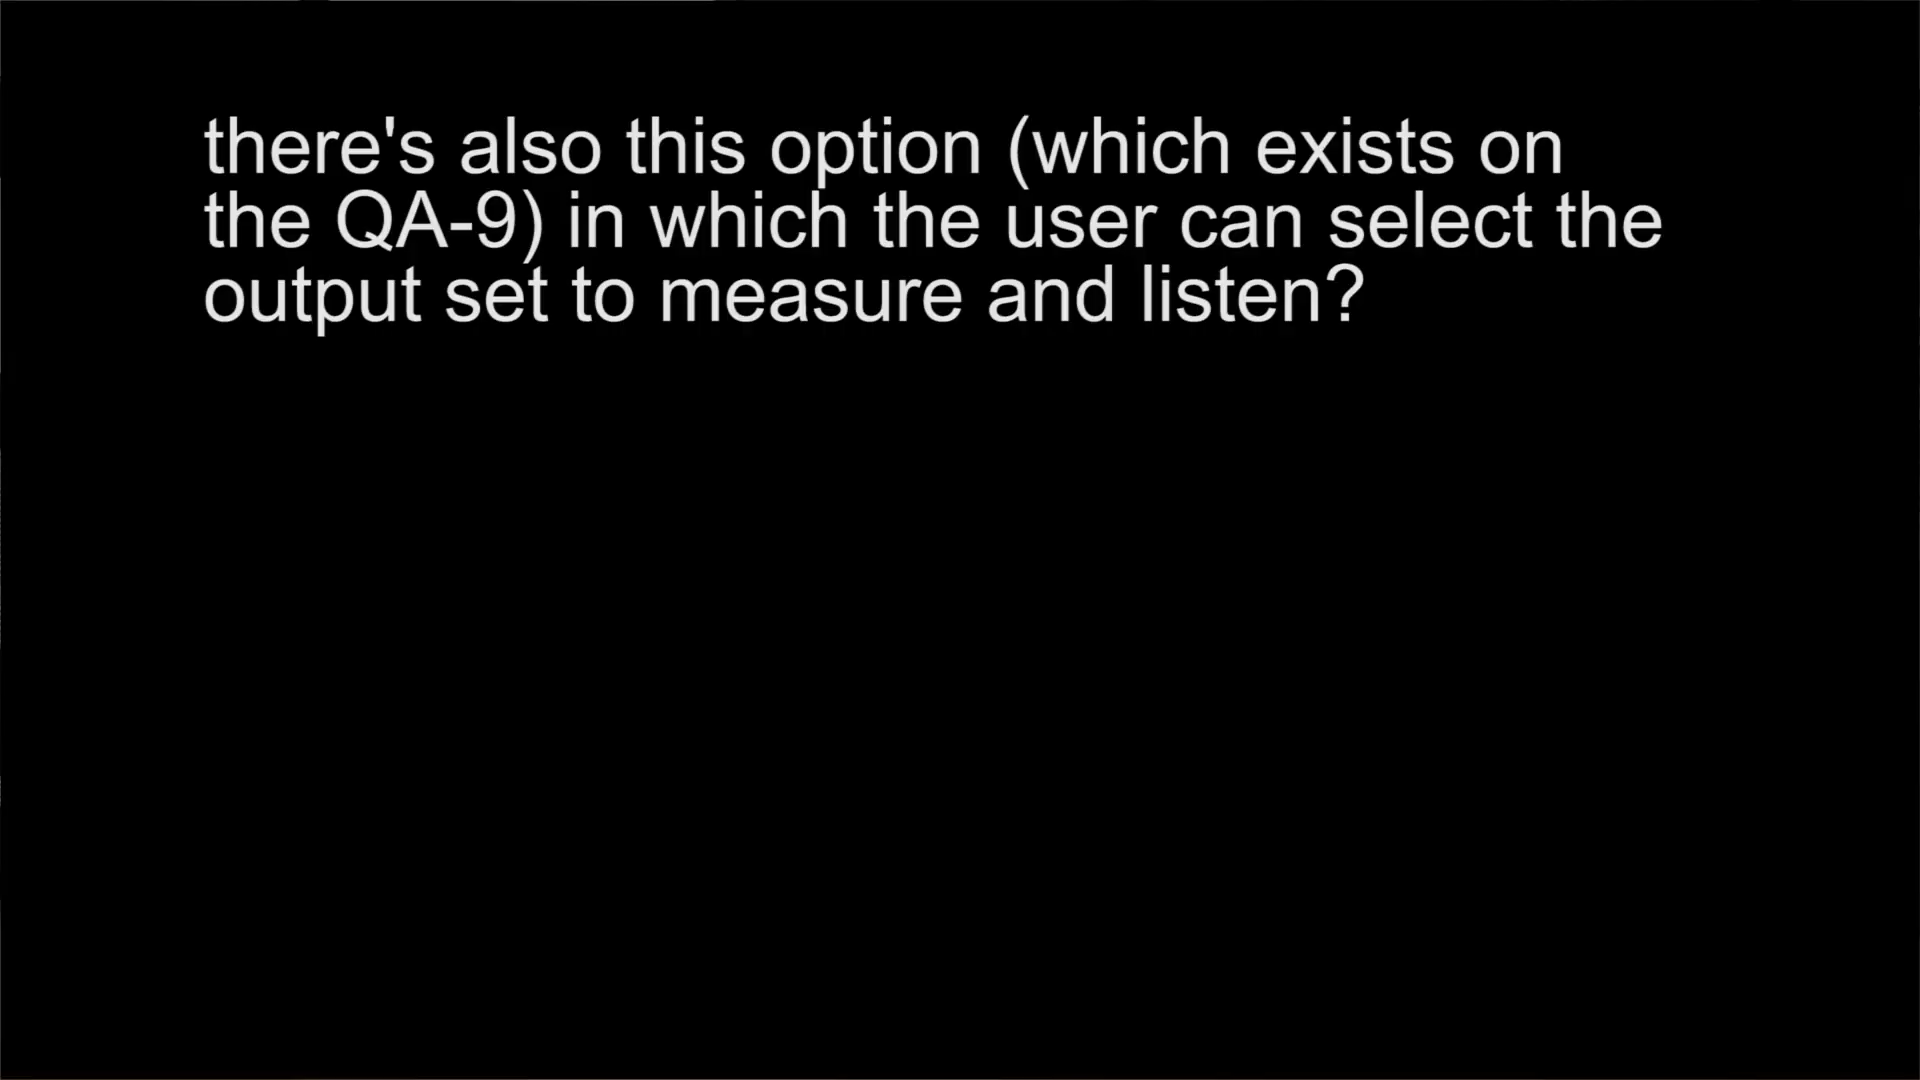 there's also this option (which exists on
the QA-9) in which the user can select the
output set to measure and listen?